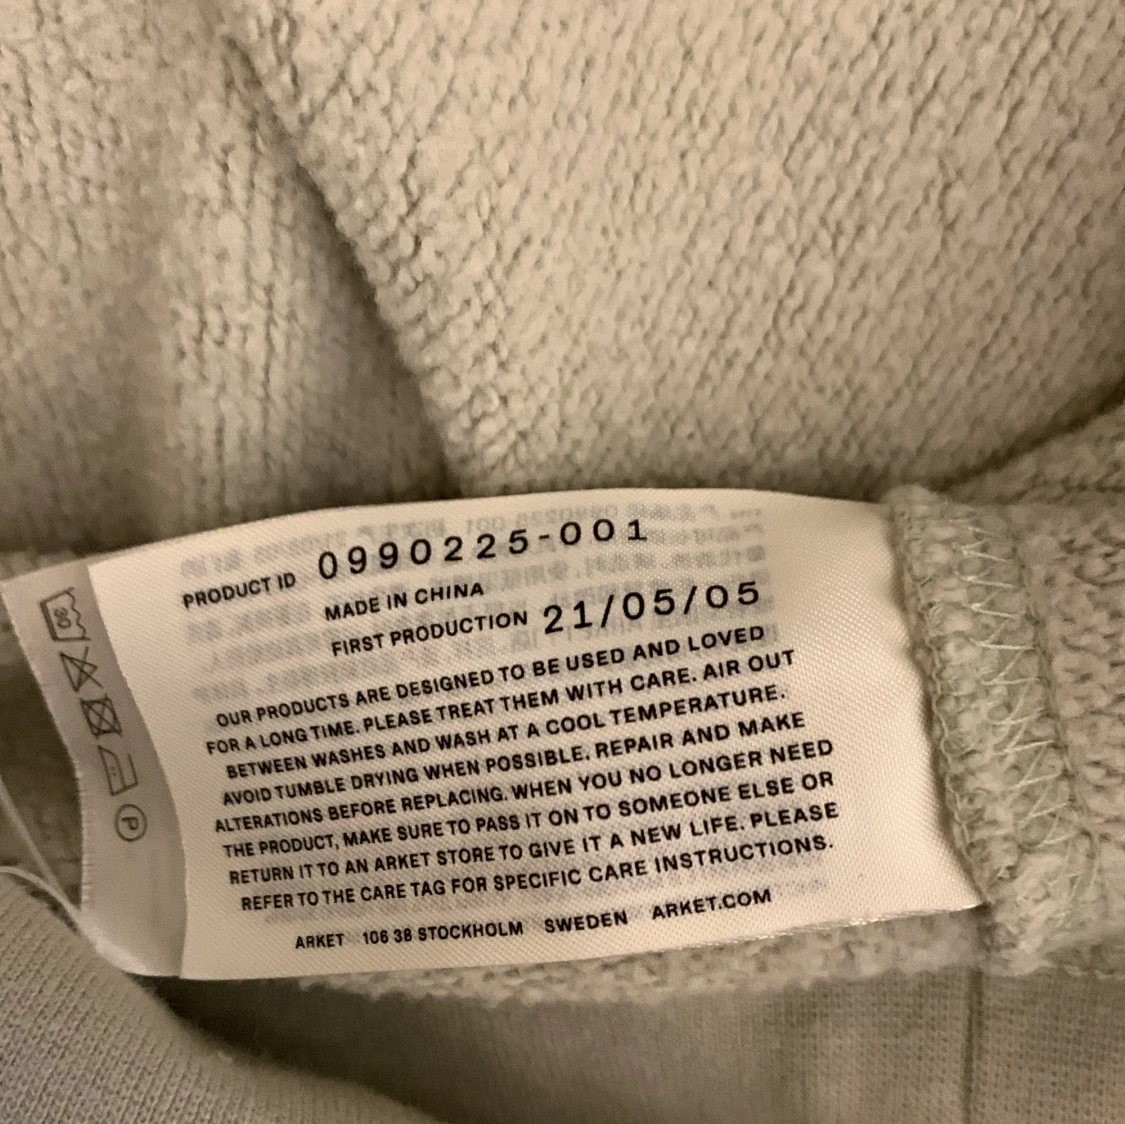 PRODUCT ID 0990225-001
MADE IN CHINA
FIRST PRODUCTION 21/05/05
OUR PRODUCTS ARE DESIGNED TO BE USED AND LOVED
FOR A LONG TIME. PLEASE TREAT THEM WITH CARE. AIR OUT
BETWEEN WASHES AND WASH AT A COOL TEMPERATURE.
AVOID TUMBLE DRYING WHEN POSSIBLE. REPAIR AND MAKE
ALTERATIONS BEFORE REPLACING. WHEN YOU NO LONGER NEED
THE PRODUCT, MAKE SURE TO PASS IT ON TO SOMEONE ELSE OR
RETURN IT TO AN ARKET STORE TO GIVE IT A NEW LIFE. PLEASE
REFER TO THE CARE TAG FOR SPECIFIC CARE INSTRUCTIONS.
ARKET 106 38 STOCKHOLM SWEDEN ARKET.COM
30
P